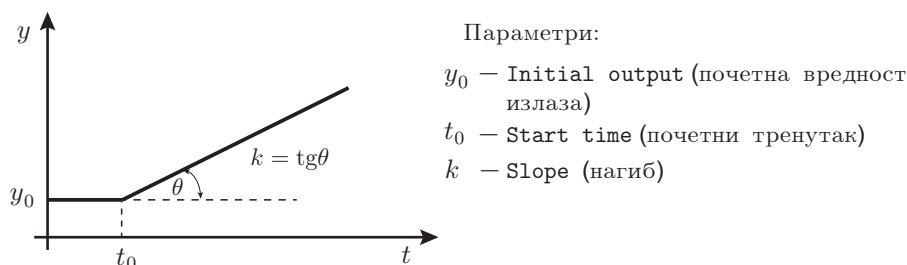 y
k = tgθ
θ
y₀
t₀
t
Параметри:
y₀ – Initial output (почетна вредност
излаза)
t₀ – Start time (почетни тренутак)
k – Slope (нагиб)